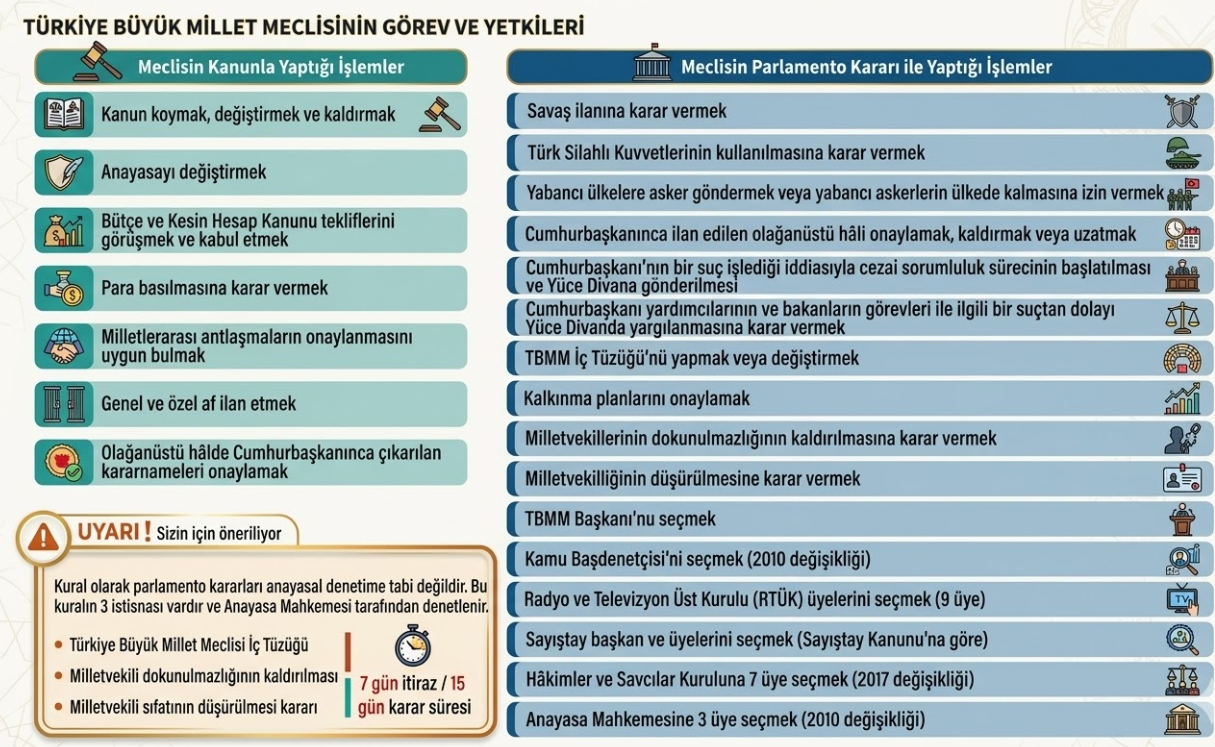 TÜRKİYE BÜYÜK MİLLET MECLİSİNİN GÖREV VE YETKİLERİ
Meclisin Kanunla Yaptığı İşlemler
Kanun koymak, değiştirmek ve kaldırmak
Anayasayı değiştirmek
Bütçe ve Kesin Hesap Kanunu tekliflerini
görüşmek ve kabul etmek
Para basılmasına karar vermek
Milletlerarası antlaşmaların onaylanmasını
uygun bulmak
Genel ve özel af ilan etmek
Olağanüstü hâlde Cumhurbaşkanınca çıkarılan
kararnameleri onaylamak
UYARI! Sizin için öneriliyor
Kural olarak parlamento kararları anayasal denetime tabi değildir. Bu
kuralın 3 istisnası vardır ve Anayasa Mahkemesi tarafından denetlenir.
• Türkiye Büyük Millet Meclisi İç Tüzüğü
• Milletvekili dokunulmazlığının kaldırılması
• Milletvekili sıfatının düşürülmesi kararı
7 gün itiraz / 15
gün karar süresi
Meclisin Parlamento Kararı ile Yaptığı İşlemler
Savaş ilanına karar vermek
Türk Silahlı Kuvvetlerinin kullanılmasına karar vermek
Yabancı ülkelere asker göndermek veya yabancı askerlerin ülkede kalmasına izin vermek
Cumhurbaşkanınca ilan edilen olağanüstü hâli onaylamak, kaldırmak veya uzatmak
Cumhurbaşkanı'nın bir suç işlediği iddiasıyla cezai sorumluluk sürecinin başlatılması
ve Yüce Divana gönderilmesi
Cumhurbaşkanı yardımcılarının ve bakanların görevleri ile ilgili bir suçtan dolayı
Yüce Divanda yargılanmasına karar vermek
TBMM İç Tüzüğü'nü yapmak veya değiştirmek
Kalkınma planlarını onaylamak
Milletvekillerinin dokunulmazlığının kaldırılmasına karar vermek
Milletvekilliğinin düşürülmesine karar vermek
TBMM Başkanı'nu seçmek
Kamu Başdenetçisi'ni seçmek (2010 değişikliği)
Radyo ve Televizyon Üst Kurulu (RTÜK) üyelerini seçmek (9 üye)
TV
Sayıştay başkan ve üyelerini seçmek (Sayıştay Kanunu'na göre)
Hâkimler ve Savcılar Kuruluna 7 üye seçmek (2017 değişikliği)
Anayasa Mahkemesine 3 üye seçmek (2010 değişikliği)